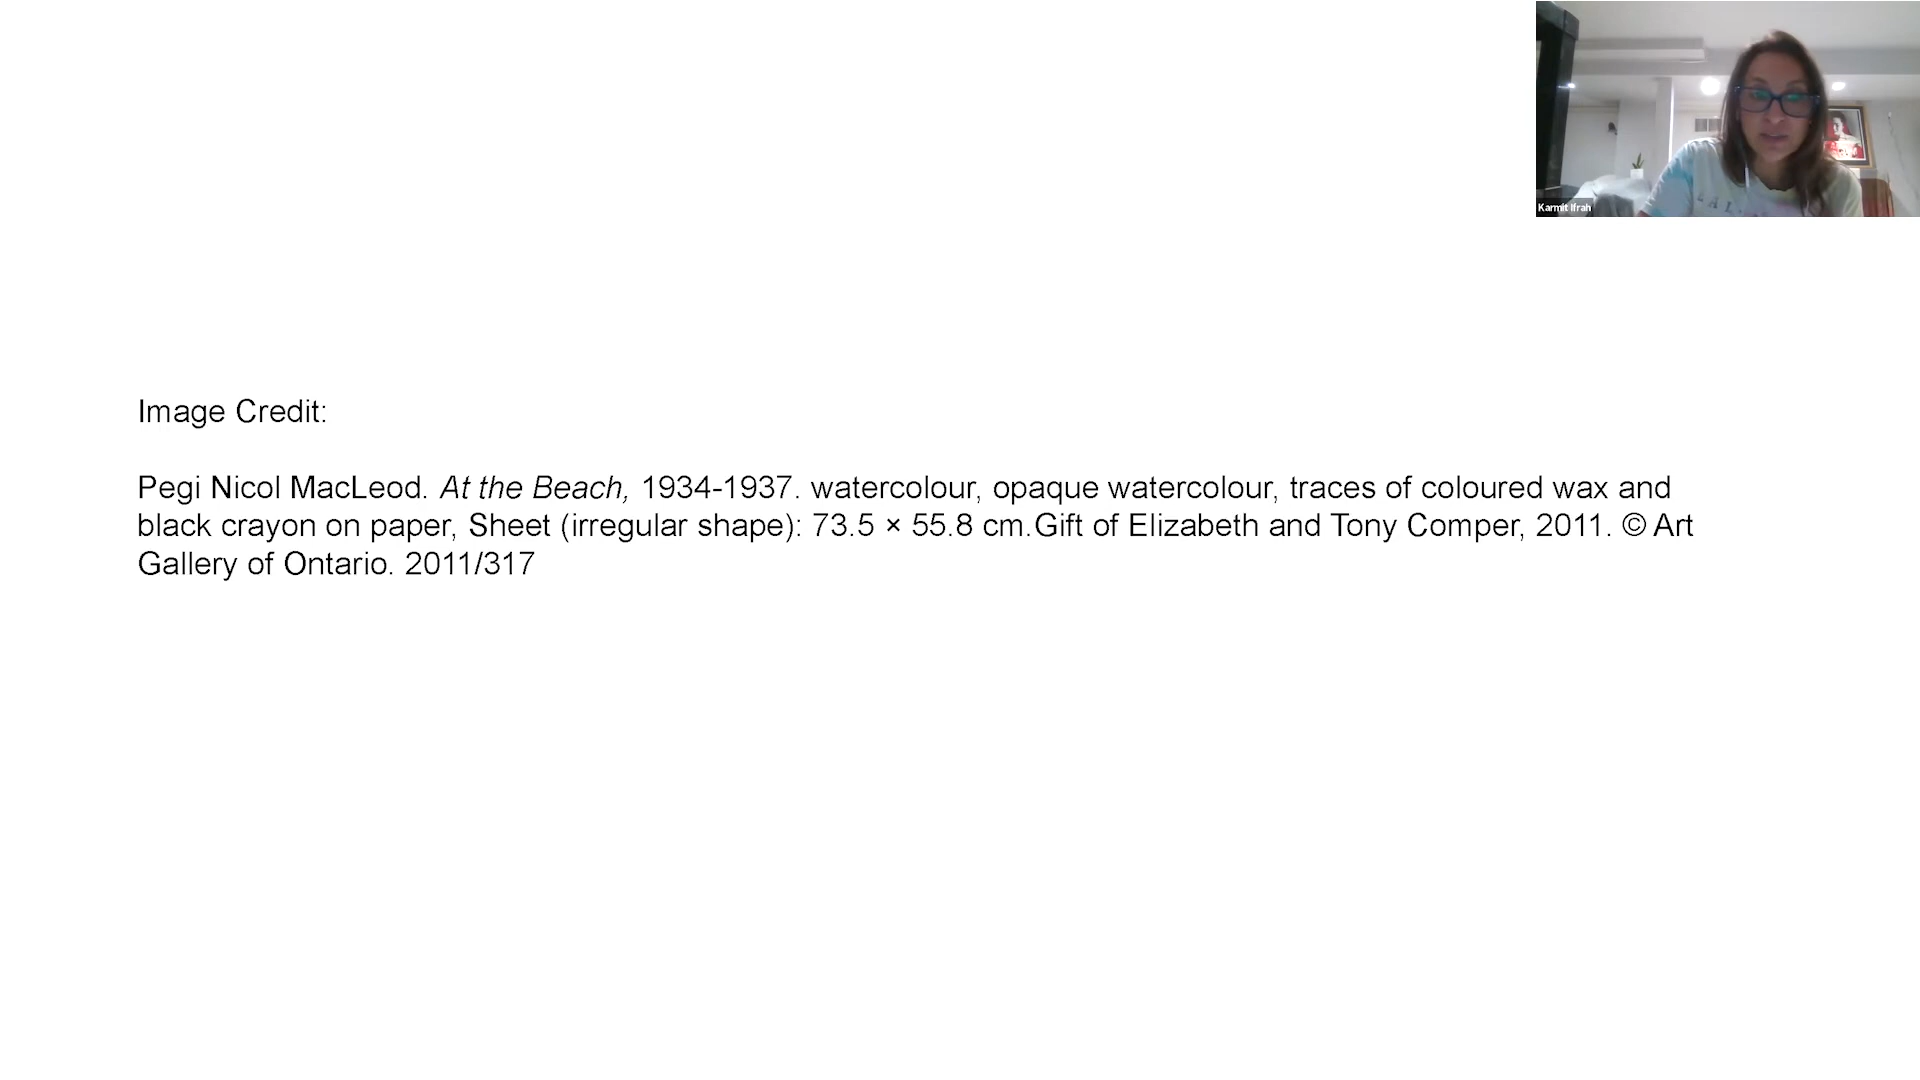 Karmit Ifrah
Image Credit:
Pegi Nicol MacLeod. At the Beach, 1934-1937. watercolour, opaque watercolour, traces of coloured wax and
black crayon on paper, Sheet (irregular shape): 73.5 × 55.8 cm.Gift of Elizabeth and Tony Comper, 2011. © Art
Gallery of Ontario. 2011/317